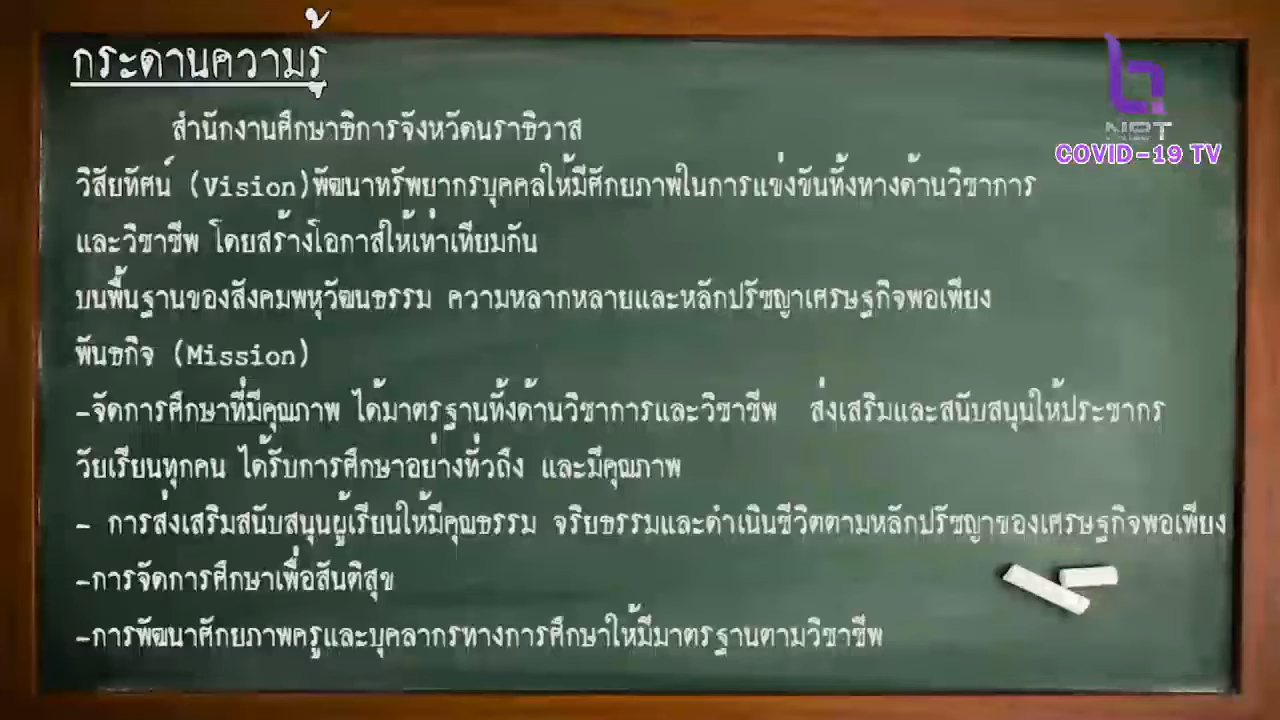 กระดานความรู้
สำนักงานศึกษาธิการจังหวัดนราธิวาส
วิสัยทัศน์ (Vision)พัฒนาทรัพยากรบุคคลให้มีศักยภาพในการแข่งขันทั้งทางด้านวิชาการ
และวิชาชีพ โดยสร้างโอกาสให้เท่าเทียมกัน
บนพื้นฐานของสังคมพหุวัฒนธรรม ความหลากหลายและหลักปรัชญาเศรษฐกิจพอเพียง
พันธกิจ (Mission)
-จัดการศึกษาที่มีคุณภาพ ได้มาตรฐานทั้งด้านวิชาการและวิชาชีพ ส่งเสริมและสนับสนุนให้ประชากร
วัยเรียนทุกคน ได้รับการศึกษาอย่างทั่วถึง และมีคุณภาพ
- การส่งเสริมสนับสนุนผู้เรียนให้มีคุณธรรม จริยธรรมและดำเนินชีวิตตามหลักปรัชญาของเศรษฐกิจพอเพียง
-การจัดการศึกษาเพื่อสันติสุข
-การพัฒนาศักยภาพครูและบุคลากรทางการศึกษาให้มีมาตรฐานตามวิชาชีพ
NBT
COVID-19 TV